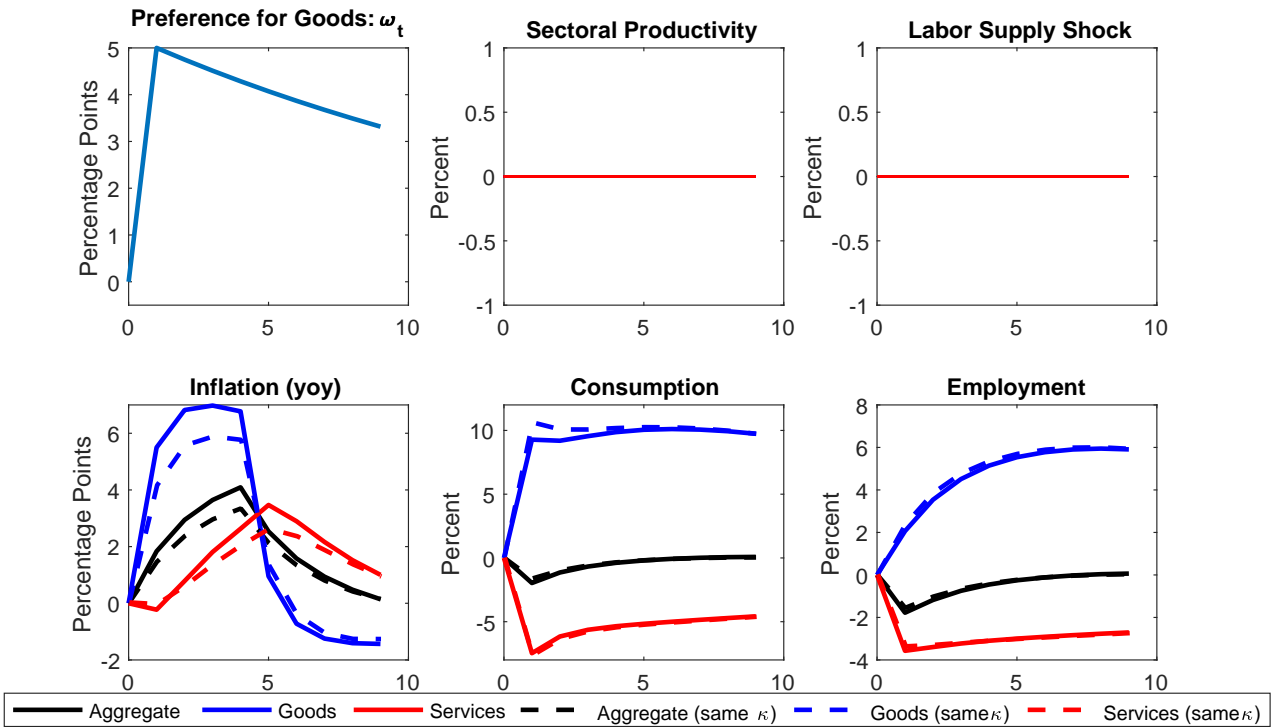 Preference for Goods: ω_t
Percentage Points
5
4
3
2
1
0
0 5 10
Sectoral Productivity
Percent
1
0.5
0
-0.5
-1
0 5 10
Labor Supply Shock
Percent
1
0.5
0
-0.5
-1
0 5 10
Inflation (yoy)
Percentage Points
6
4
2
0
-2
0 5 10
Consumption
Percent
10
5
0
-5
0 5 10
Employment
Percent
8
6
4
2
0
-2
-4
0 5 10
Aggregate Goods Services Aggregate (same κ) Goods (same κ) Services (same κ)